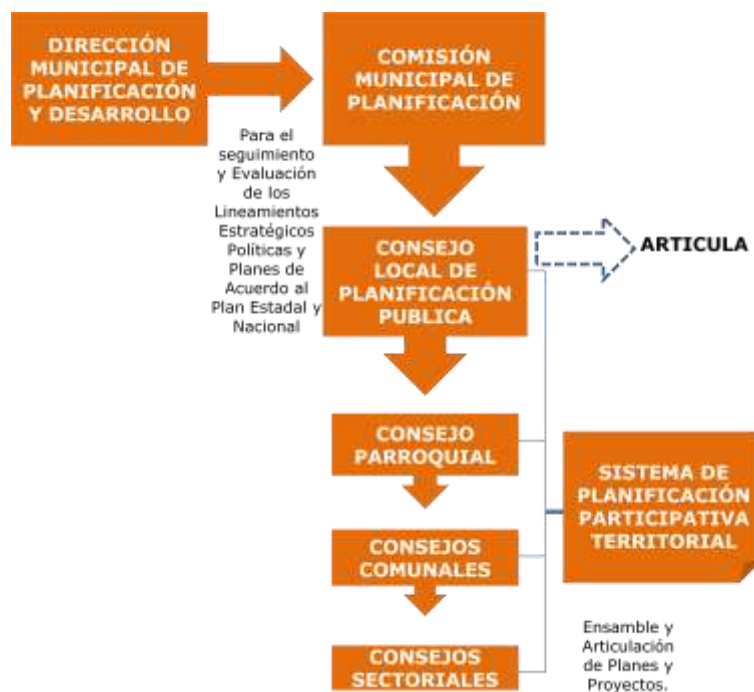 DIRECCIÓN
MUNICIPAL DE
PLANIFICACIÓN
Y DESARROLLO
COMISIÓN
MUNICIPAL DE
PLANIFICACIÓN
Para el
seguimiento
y Evaluación
de los
Lineamientos
Estratégicos
Políticas y
Planes de
Acuerdo al
Plan Estadal y
Nacional
CONSEJO
LOCAL DE
PLANIFICACIÓN
PUBLICA
ARTICULA
CONSEJO
PARROQUIAL
SISTEMA DE
PLANIFICACIÓN
PARTICIPATIVA
TERRITORIAL
CONSEJOS
COMUNALES
CONSEJOS
SECTORIALES
Ensamble y
Articulación
de Planes y
Proyectos.